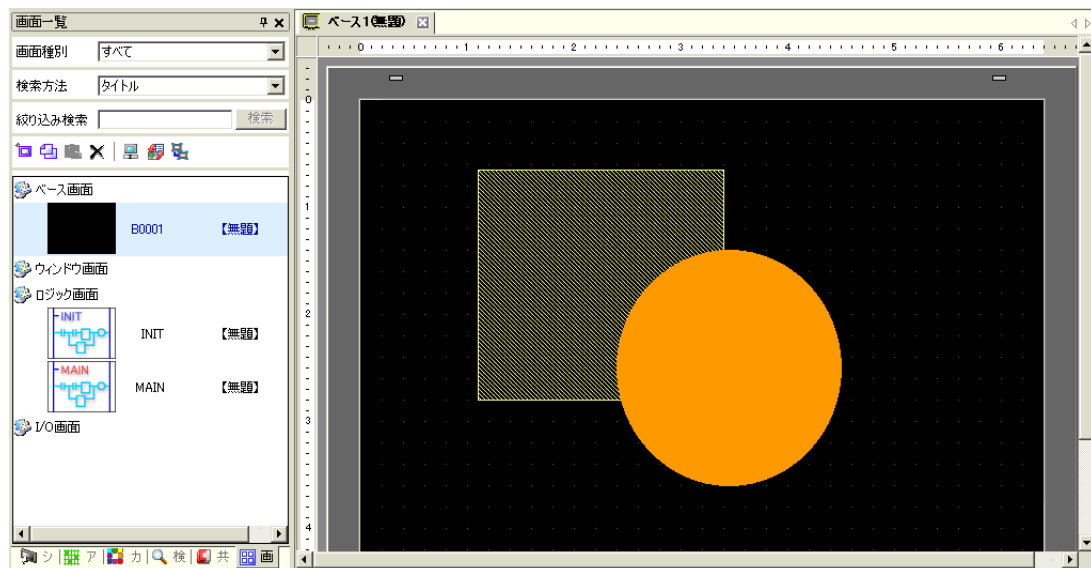 画面一覧
画面種別 すべて
検索方法 タイトル
絞り込み検索 検索
ベース画面
B0001 【無題】
ウィンドウ画面
ロジック画面
INIT
INIT 【無題】
MAIN
MAIN 【無題】
I/O画面
シ ア カ 検 共 画
ベース1(無題)
0 1 2 3 4 5 6
0
1
2
3
4